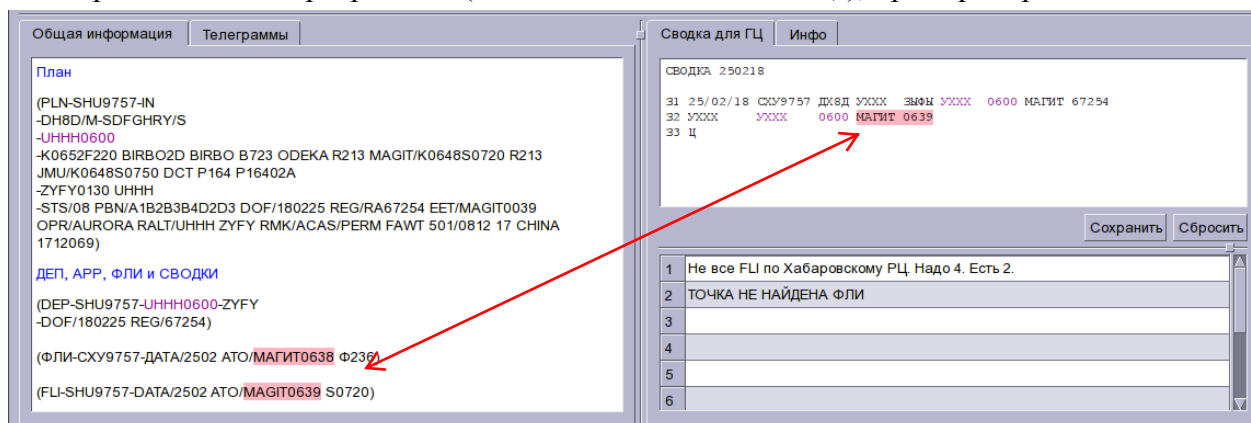 Общая информация
Телеграммы
План
(PLN-SHU9757-IN
-DH8D/M-SDFGHRY/S
-UHHH0600
-K0652F220 BIRBO2D BIRBO B723 ODEKA R213 MAGIT/K0648S0720 R213
JMU/K0648S0750 DCT P164 P16402A
-ZYFY0130 UHHH
-STS/08 PBN/A1B2B3B4D2D3 DOF/180225 REG/RA67254 EET/MAGIT0039
OPR/AURORA RALT/UHHH ZYFY RMK/ACAS/PERM FAWT 501/0812 17 CHINA
1712069)
ДЕП, АРР, ФЛИ и СВОДКИ
(DEP-SHU9757-UHHH0600-ZYFY
-DOF/180225 REG/67254)
(ФЛИ-СХУ9757-ДАТА/2502 АТО/МАГИТ0638 Ф236)
(FLI-SHU9757-DATA/2502 ATO/MAGIT0639 S0720)
Сводка для ГЦ
Инфо
СВОДКА 250218
31 25/02/18 СХУ9757 ДХ8Д УХХХ ЗЫФЫ УХХХ 0600 МАГИТ 67254
32 УХХХ УХХХ 0600 МАГИТ 0639
33 Ц
Сохранить
Сбросить
1 Не все FLI по Хабаровскому РЦ. Надо 4. Есть 2.
2 ТОЧКА НЕ НАЙДЕНА ФЛИ
3
4
5
6